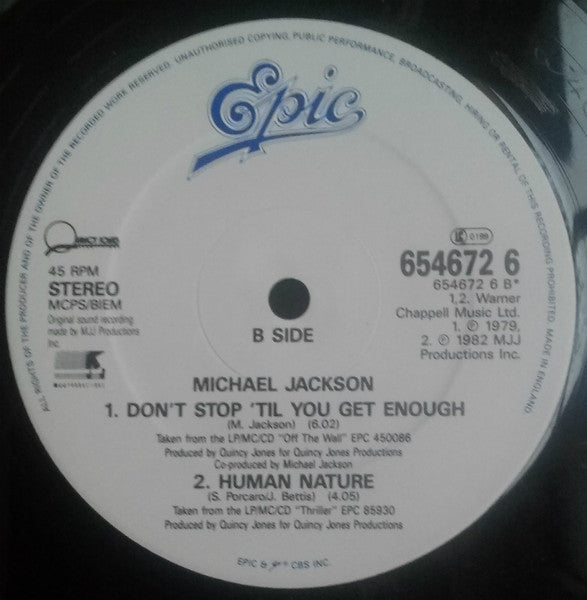 ALL RIGHTS OF THE PRODUCER AND OF THE OWNER OF THE RECORDED WORK RESERVED. UNAUTHORISED COPYING, PUBLIC PERFORMANCE, BROADCASTING, HIRING OR RENTAL OF THIS RECORDING PROHIBITED. MADE IN ENGLAND
Epic
45 RPM
STEREO
MCPS/BIEM
Original sound recording
made by MJJ Productions
Inc.
0199
654672 6
654672 6 B*
1,2. Warner
Chappell Music Ltd.
1. ℗ 1979,
2. ℗ 1982 MJJ
Productions Inc.
B SIDE
MICHAEL JACKSON
1. DON'T STOP 'TIL YOU GET ENOUGH
(M. Jackson) (6.02)
Taken from the LP/MC/CD "Off The Wall" EPC 450086
Produced by Quincy Jones for Quincy Jones Productions
Co-produced by Michael Jackson
2. HUMAN NATURE
(S. Porcaro/J. Bettis) (4.05)
Taken from the LP/MC/CD "Thriller" EPC 85930
Produced by Quincy Jones for Quincy Jones Productions
EPIC & CBS INC.